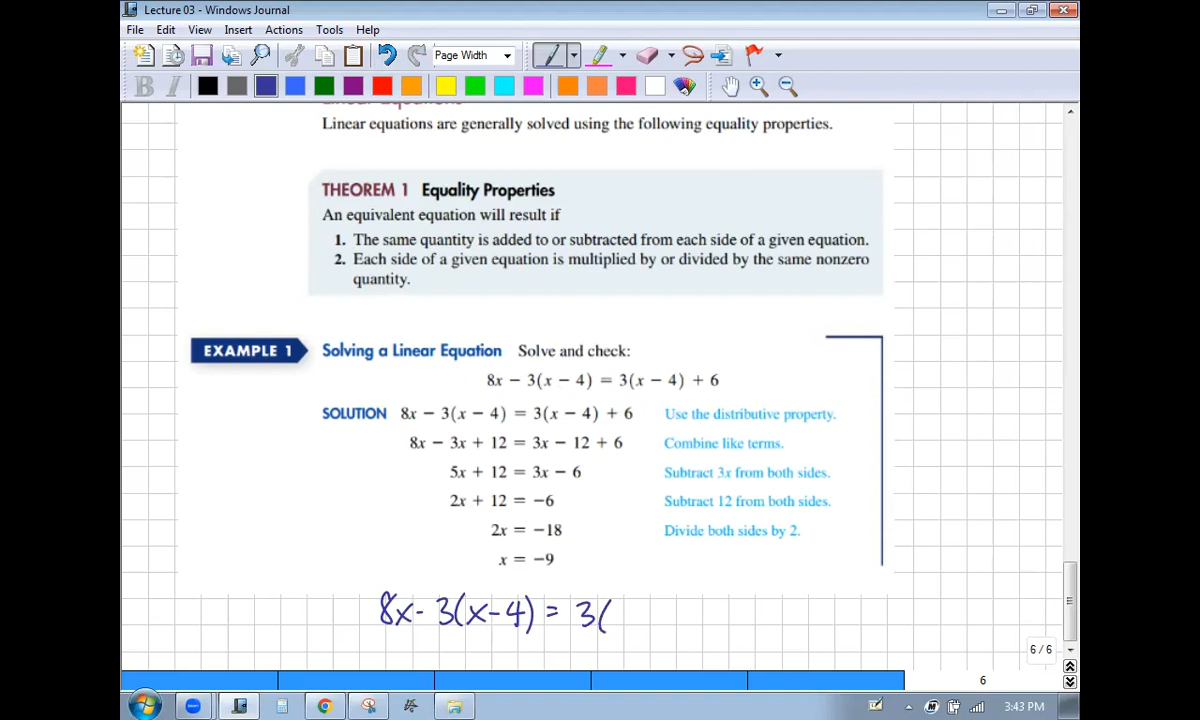 Lecture 03 - Windows Journal
File Edit View Insert Actions Tools Help
Page Width
B I
Linear Equations
Linear equations are generally solved using the following equality properties.
THEOREM 1 Equality Properties
An equivalent equation will result if
1. The same quantity is added to or subtracted from each side of a given equation.
2. Each side of a given equation is multiplied by or divided by the same nonzero
quantity.
EXAMPLE 1 Solving a Linear Equation Solve and check:
8x − 3(x − 4) = 3(x − 4) + 6
SOLUTION 8x − 3(x − 4) = 3(x − 4) + 6 Use the distributive property.
8x − 3x + 12 = 3x − 12 + 6 Combine like terms.
5x + 12 = 3x − 6 Subtract 3x from both sides.
2x + 12 = −6 Subtract 12 from both sides.
2x = −18 Divide both sides by 2.
x = −9
8x - 3(x-4) = 3(
6 / 6
6
3:43 PM